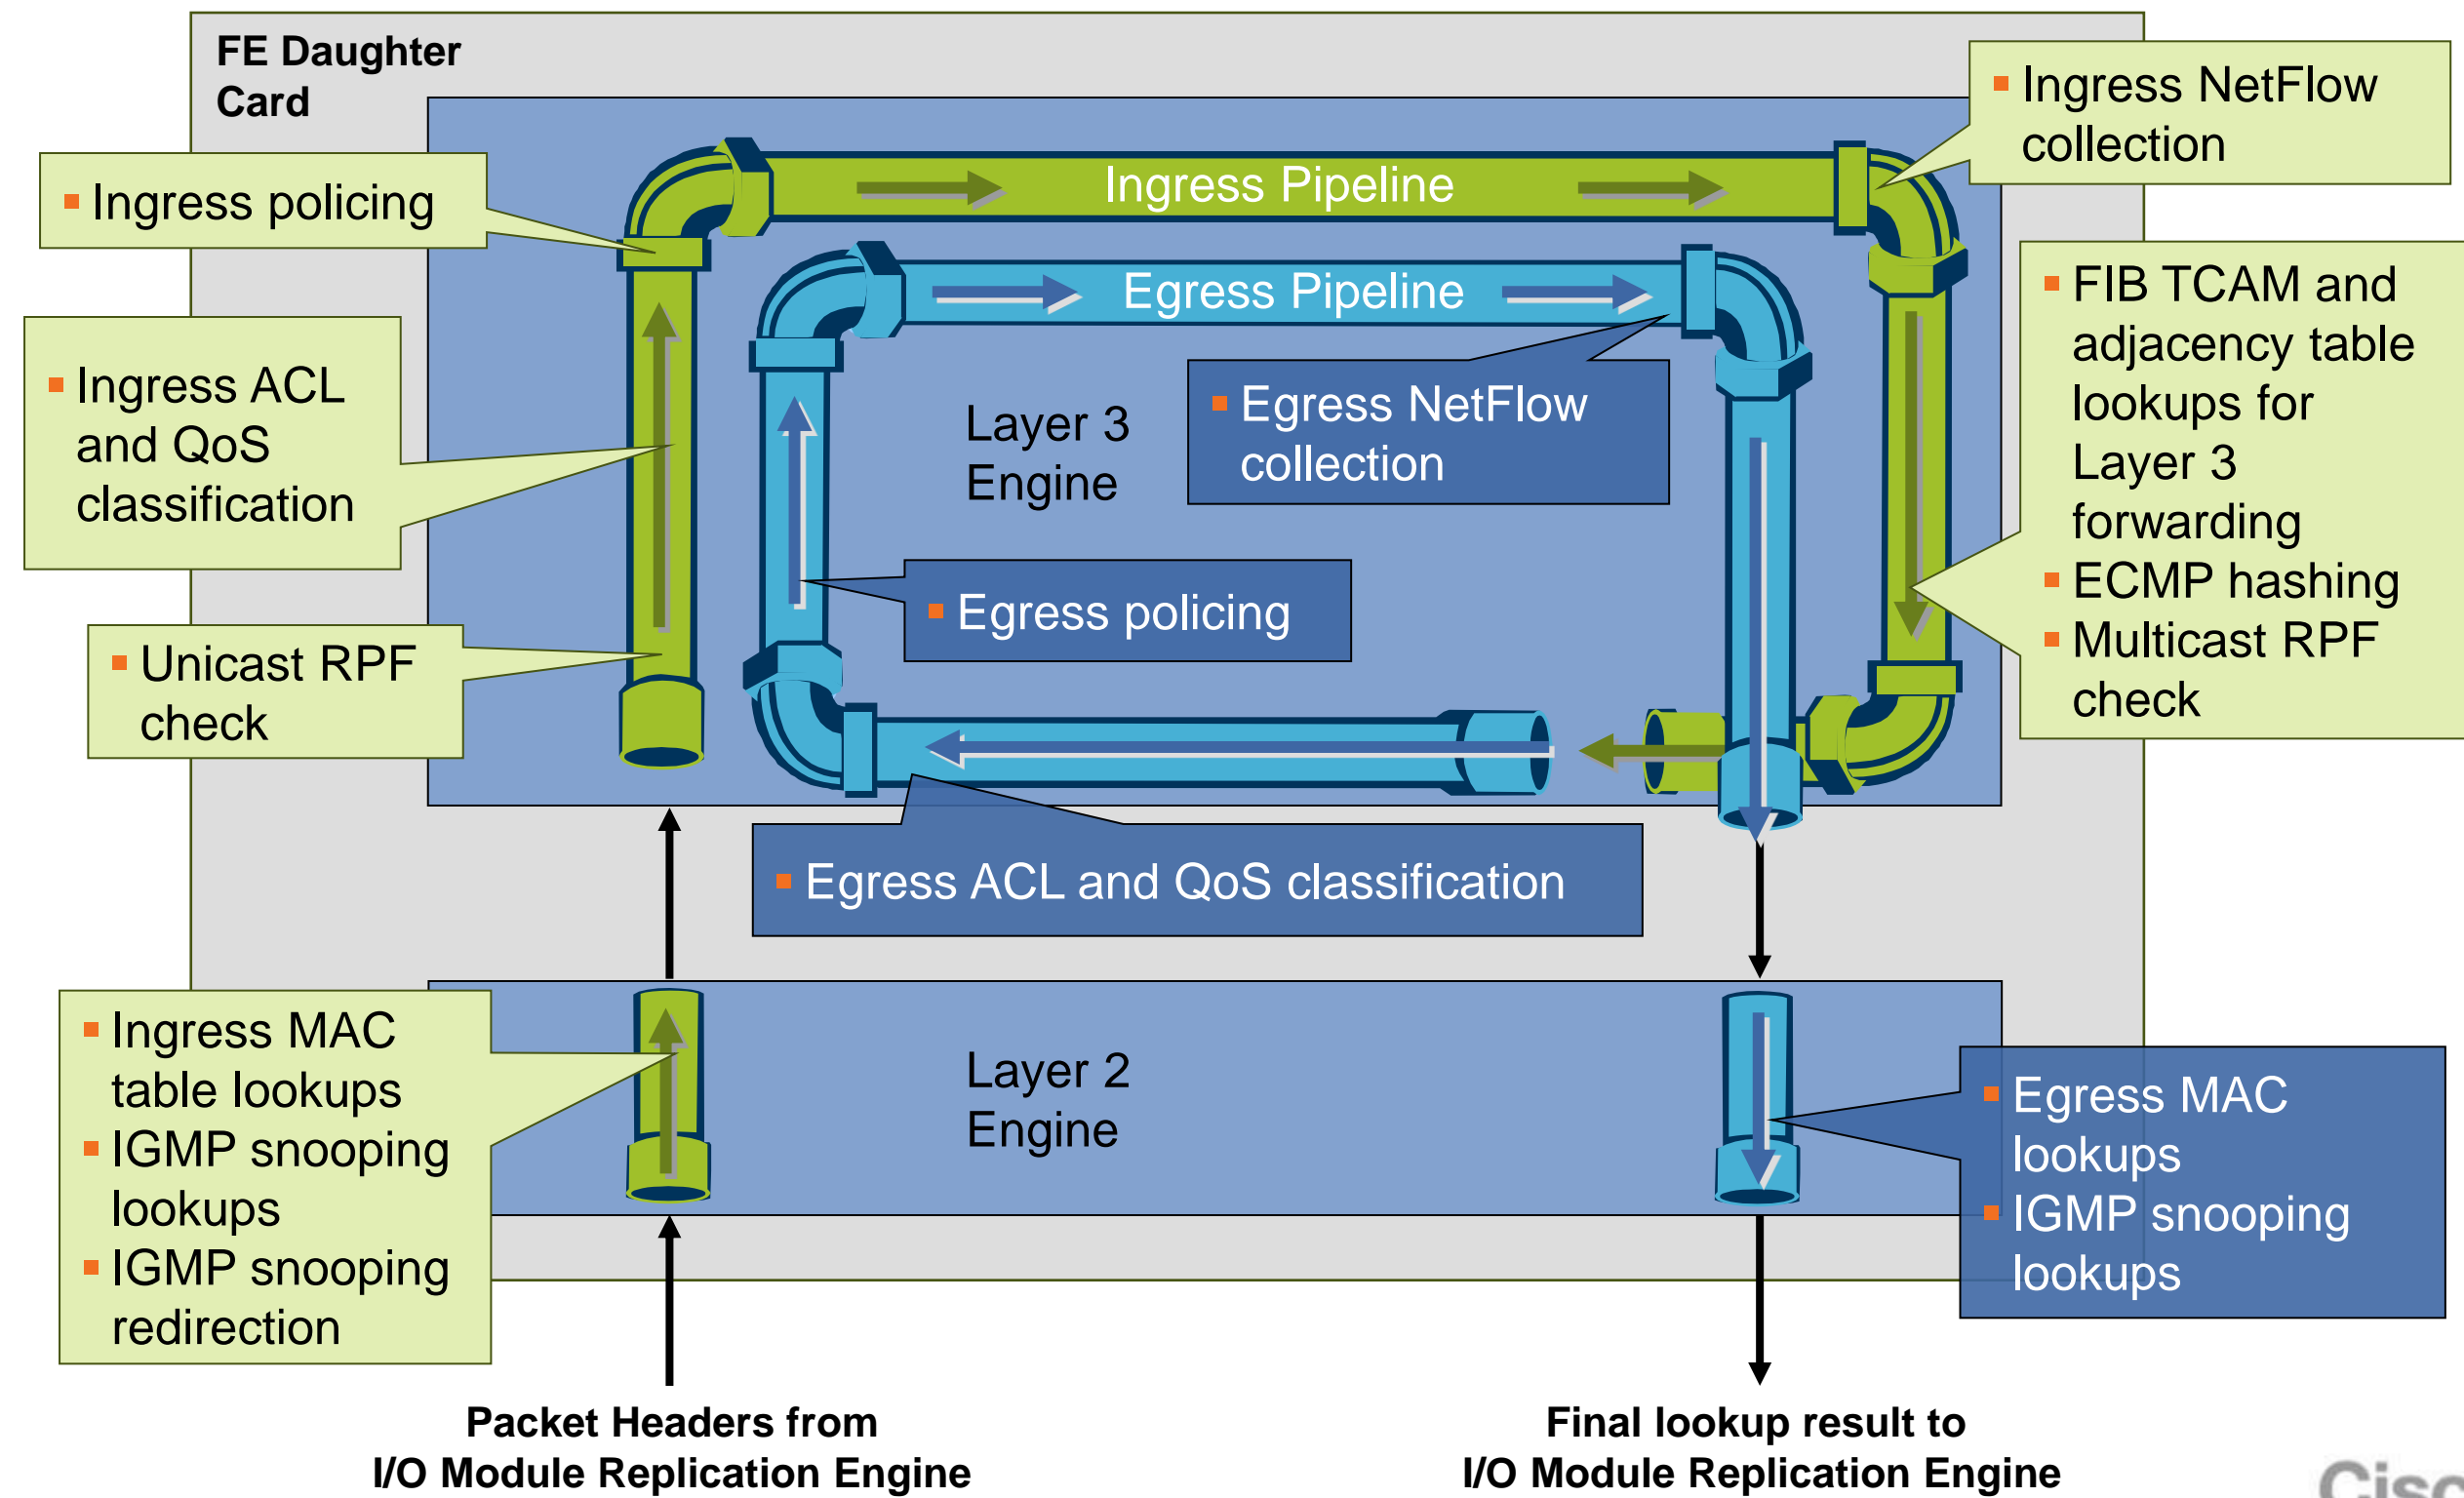 FE Daughter
Card
Ingress NetFlow
collection
Ingress policing
Ingress Pipeline
Egress Pipeline
FIB TCAM and
adjacency table
lookups for
Layer 3
forwarding
ECMP hashing
Multicast RPF
check
Ingress ACL
and QoS
classification
Layer 3
Engine
Egress NetFlow
collection
Egress policing
Unicast RPF
check
Egress ACL and QoS classification
Ingress MAC
table lookups
IGMP snooping
lookups
IGMP snooping
redirection
Layer 2
Engine
Egress MAC
lookups
IGMP snooping
lookups
Packet Headers from
I/O Module Replication Engine
Final lookup result to
I/O Module Replication Engine